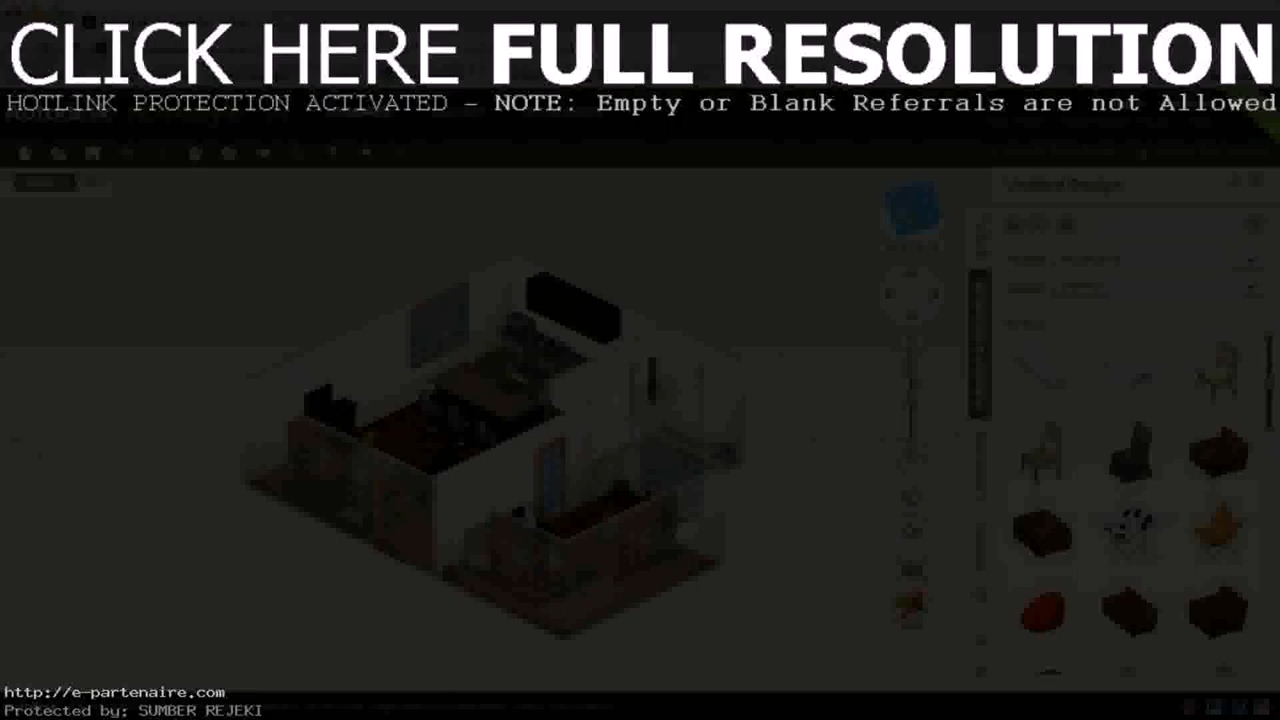 CLICK HERE FULL RESOLUTION
HOTLINK PROTECTION ACTIVATED – NOTE: Empty or Blank Referrals are not Allowed
http://e-partenaire.com
Protected by: SUMBER REJEKI